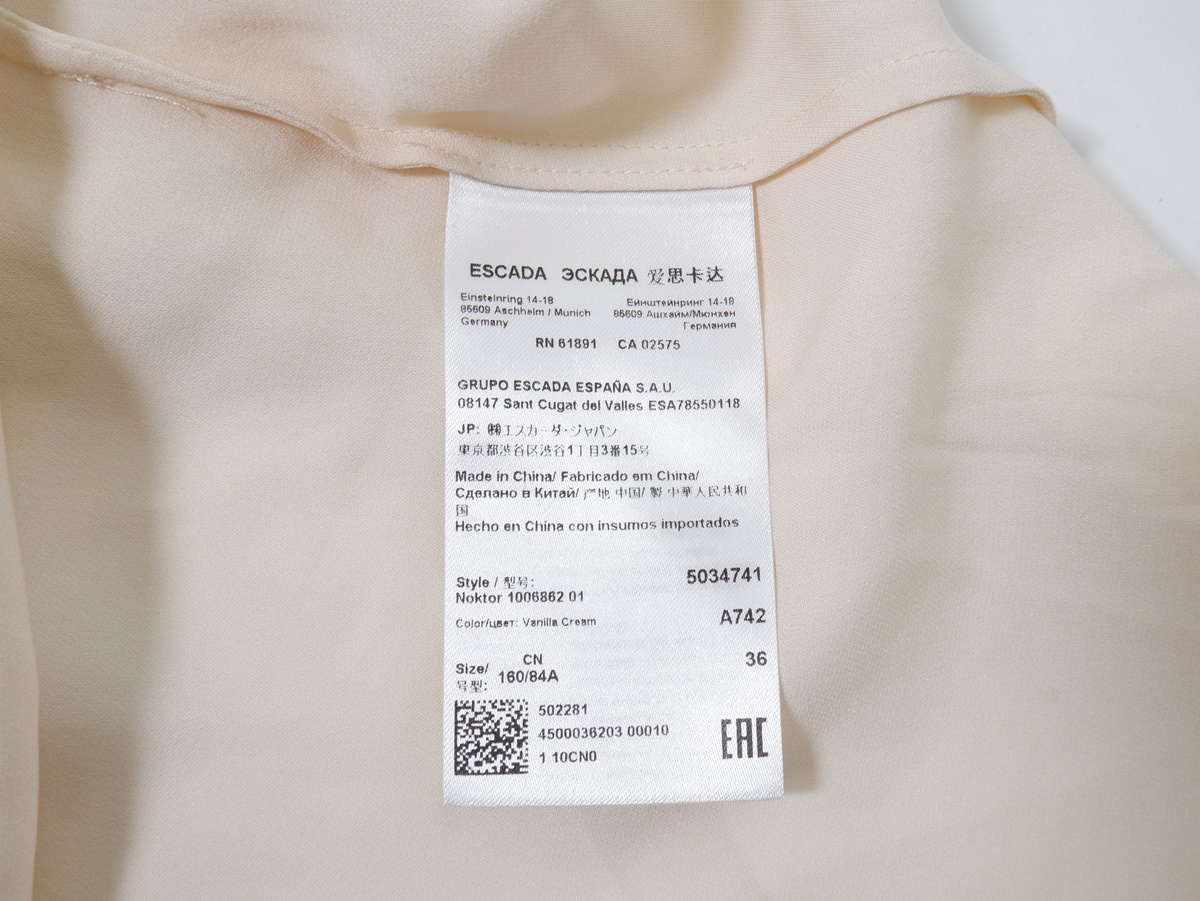 ESCADA ЭСКАДА 爱思卡达
Einsteinring 14-18
85609 Aschheim / Munich
Germany
Ейнштейнринг 14-18
85609 Ашхайм/Мюнхен
Германия
RN 61891 CA 02575
GRUPO ESCADA ESPAÑA S.A.U.
08147 Sant Cugat del Valles ESA78550118
JP: ㈱エスカーダ・ジャパン
東京都渋谷区渋谷1丁目3番15号
Made in China/ Fabricado em China/
Сделано в Китай/ 产地 中国/ 製 中華人民共和
国
Hecho en China con insumos importados
Style / 型号: 5034741
Noktor 1006862 01
Color/цвет: Vanilla Cream A742
Size/ CN 36
号型: 160/84A
502281
4500036203 00010
1 10CN0
EAC